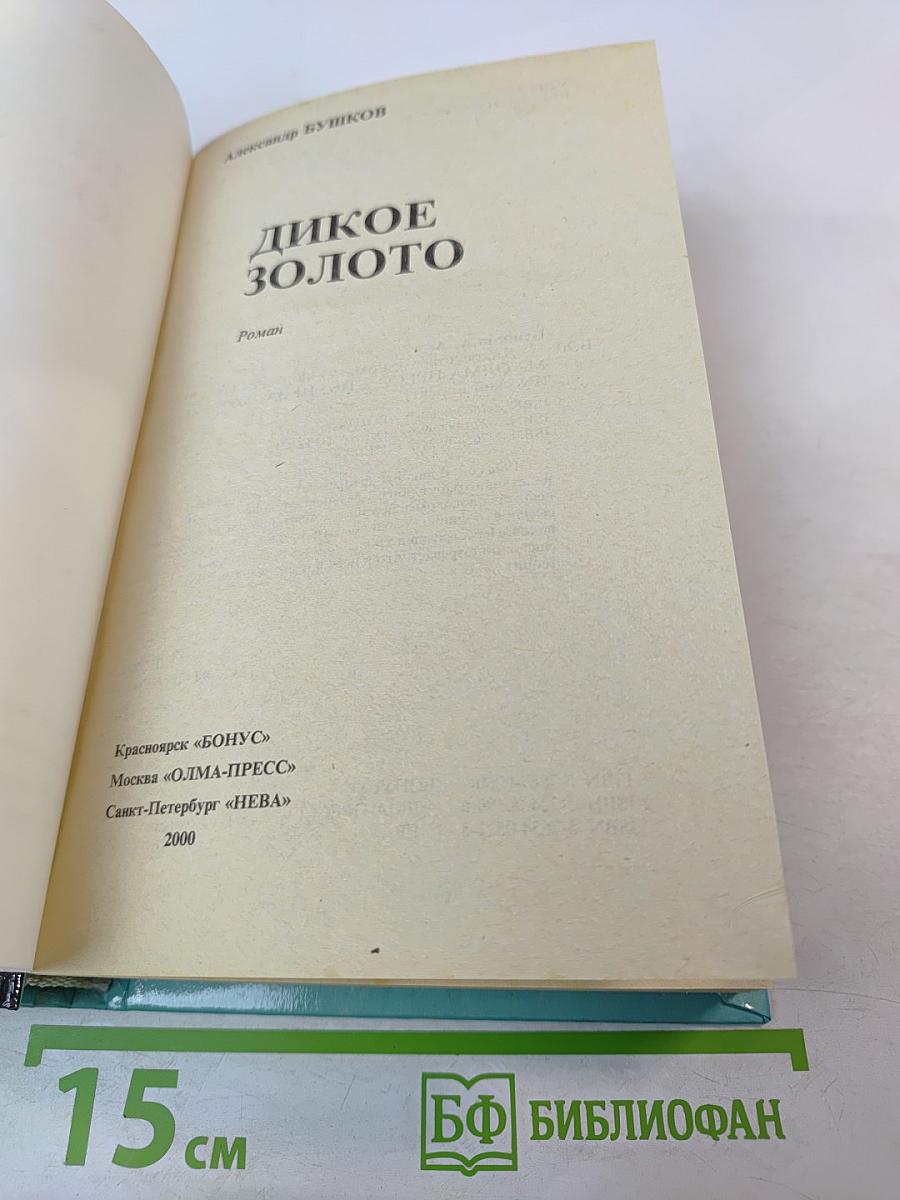 Александр БУШКОВ
ДИКОЕ
ЗОЛОТО
Роман
Красноярск «БОНУС»
Москва «ОЛМА-ПРЕСС»
Санкт-Петербург «НЕВА»
2000
15 см
БФ БИБЛИОФАН